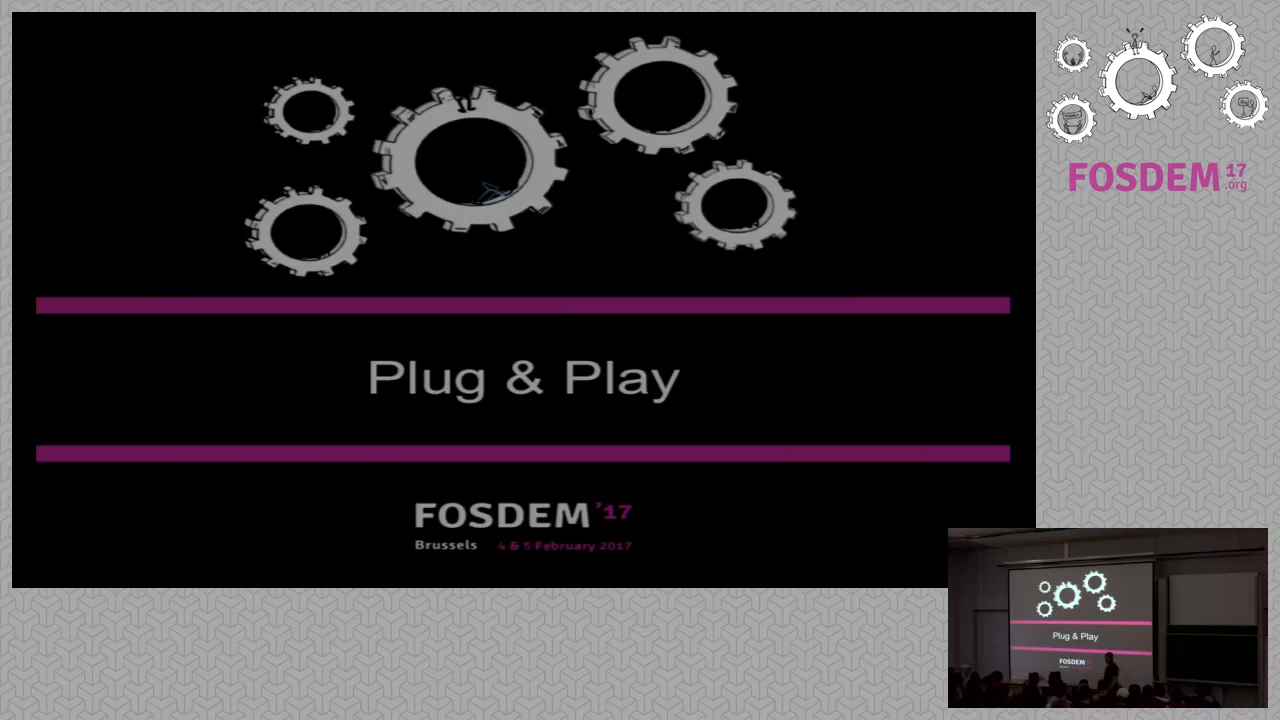 Plug & Play
FOSDEM '17
Brussels 4 & 5 February 2017
FOSDEM 17
.org
Plug & Play
FOSDEM